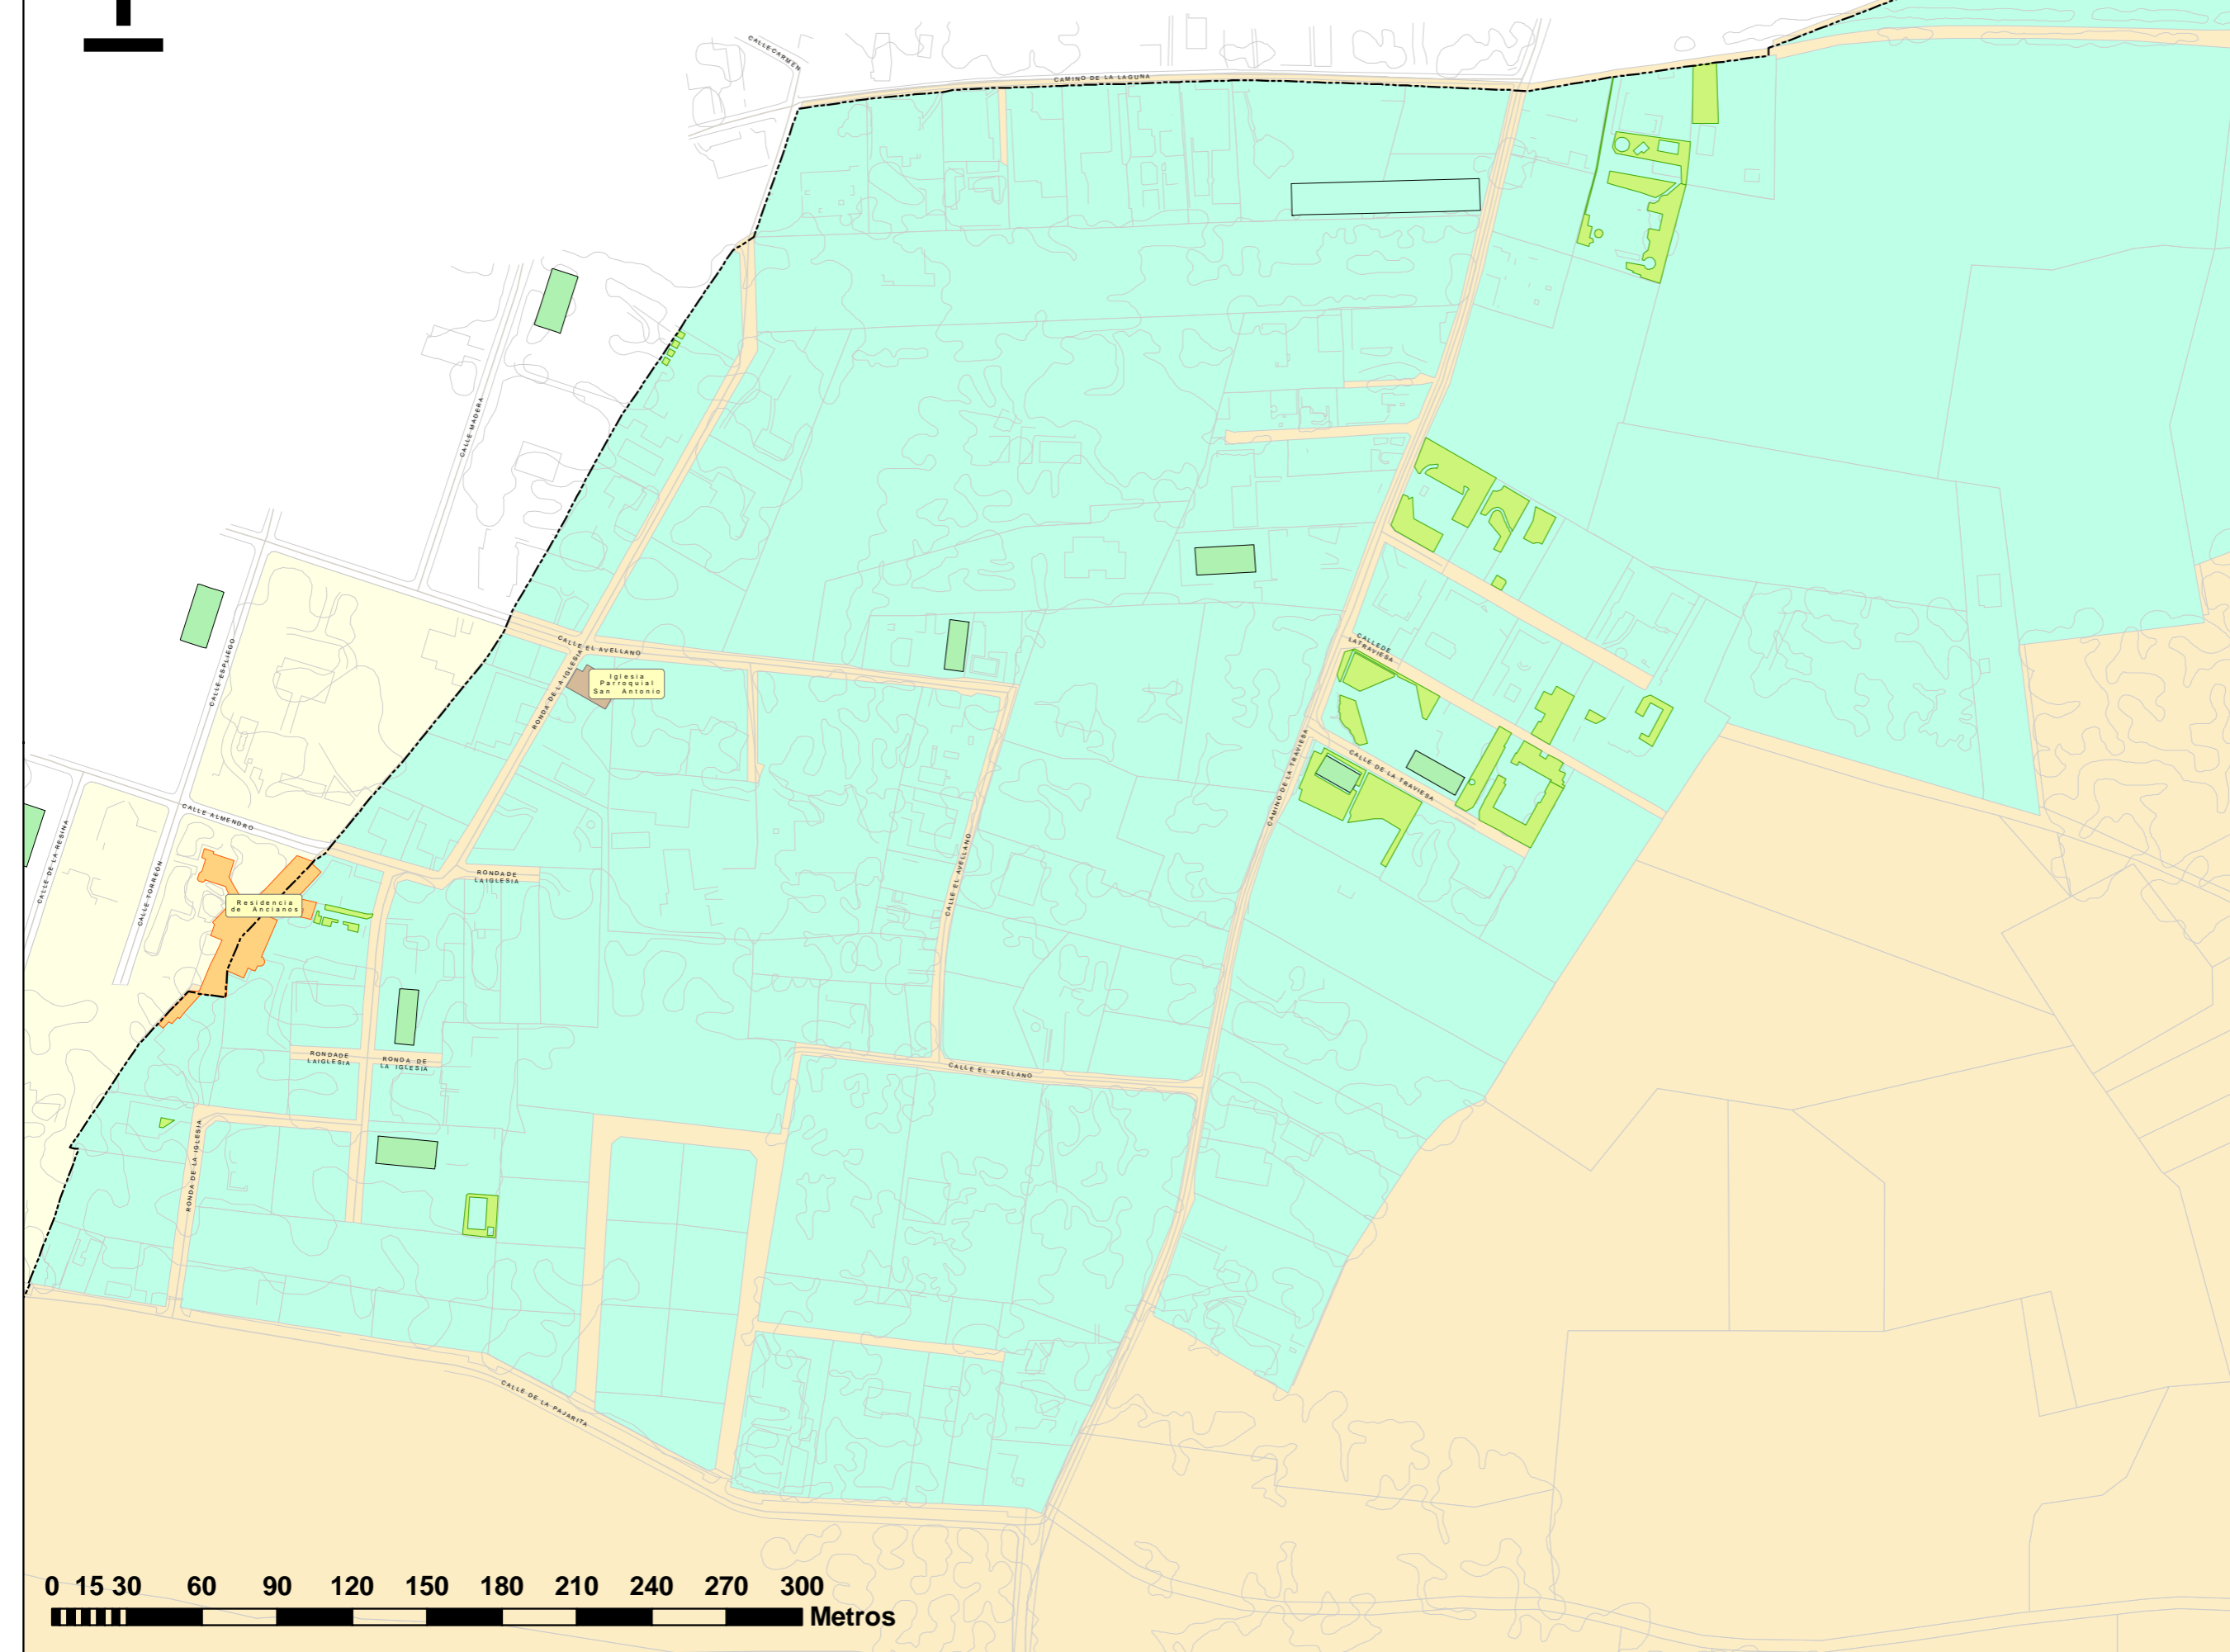 CALLE CARMEN
CAMINO DE LA LAGUNA
CALLE MADERA
CALLE ESPLIEGO
CALLE EL AVELLANO
RONDA DE LA IGLESIA
Iglesia
Parroquial
San Antonio
CALLE DE
LA TRAVIESA
CALLE DE LA TRAVIESA
CAMINO DE LA TRAVIESA
CALLE ALMENDRO
CALLE DE LA RESINA
CALLE TORREÓN
RONDA DE
LA IGLESIA
CALLE EL AVELLANO
Residencia
de Ancianos
RONDA DE
LA IGLESIA
RONDA DE
LA IGLESIA
CALLE EL AVELLANO
RONDA DE LA IGLESIA
CALLE DE LA PAJARITA
0 15 30 60 90 120 150 180 210 240 270 300
Metros